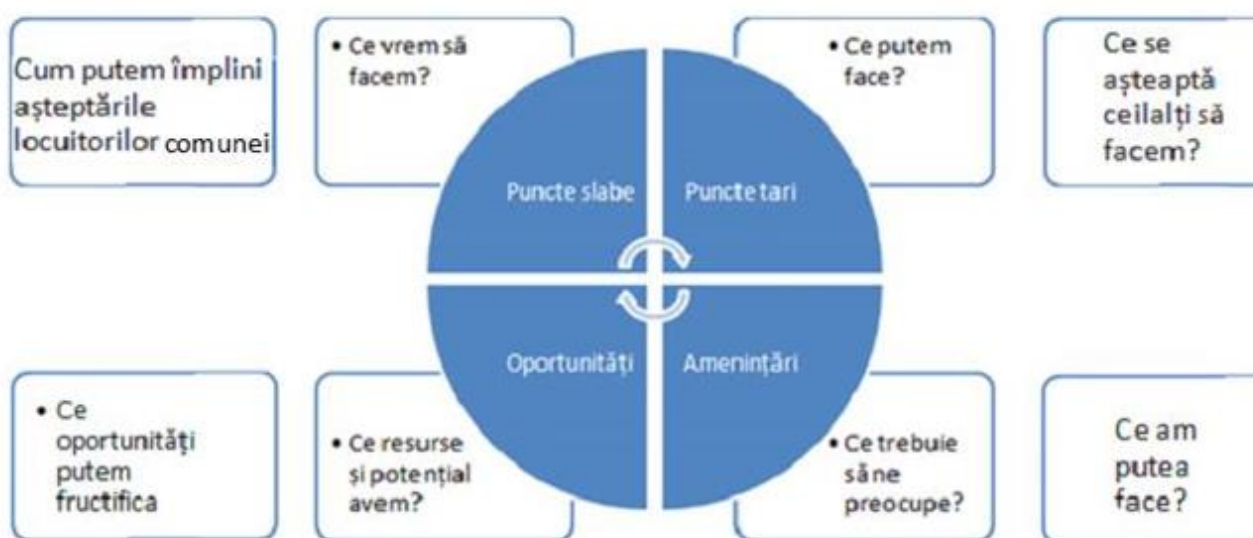 Cum putem împlini
așteptările
locuitorilor comunei
• Ce vrem să
facem?
• Ce putem
face?
Ce se
așteaptă
ceilalți să
facem?
Puncte slabe
Puncte tari
Oportunități
Amenințări
• Ce
oportunități
putem
fructifica
• Ce resurse
și potențial
avem?
• Ce trebuie
să ne
preocupe?
Ce am
putea
face?